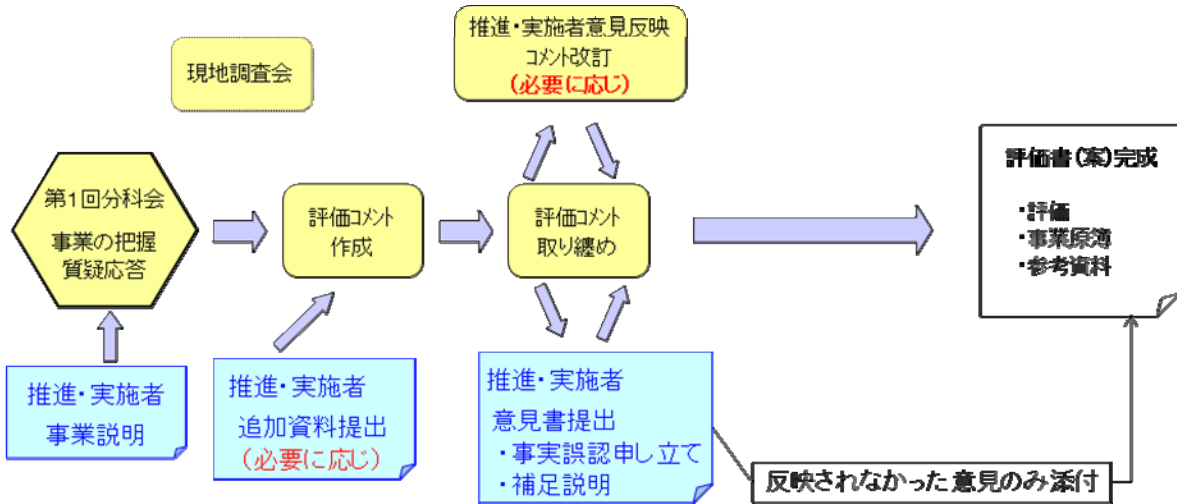 現地調査会
推進・実施者意見反映
コメント改訂
(必要に応じ)
第1回分科会
事業の把握
質疑応答
評価コメント
作成
評価コメント
取り纏め
評価書(案)完成
・評価
・事業原簿
・参考資料
推進・実施者
事業説明
推進・実施者
追加資料提出
(必要に応じ)
推進・実施者
意見書提出
・事実誤認申し立て
・補足説明
反映されなかった意見のみ添付